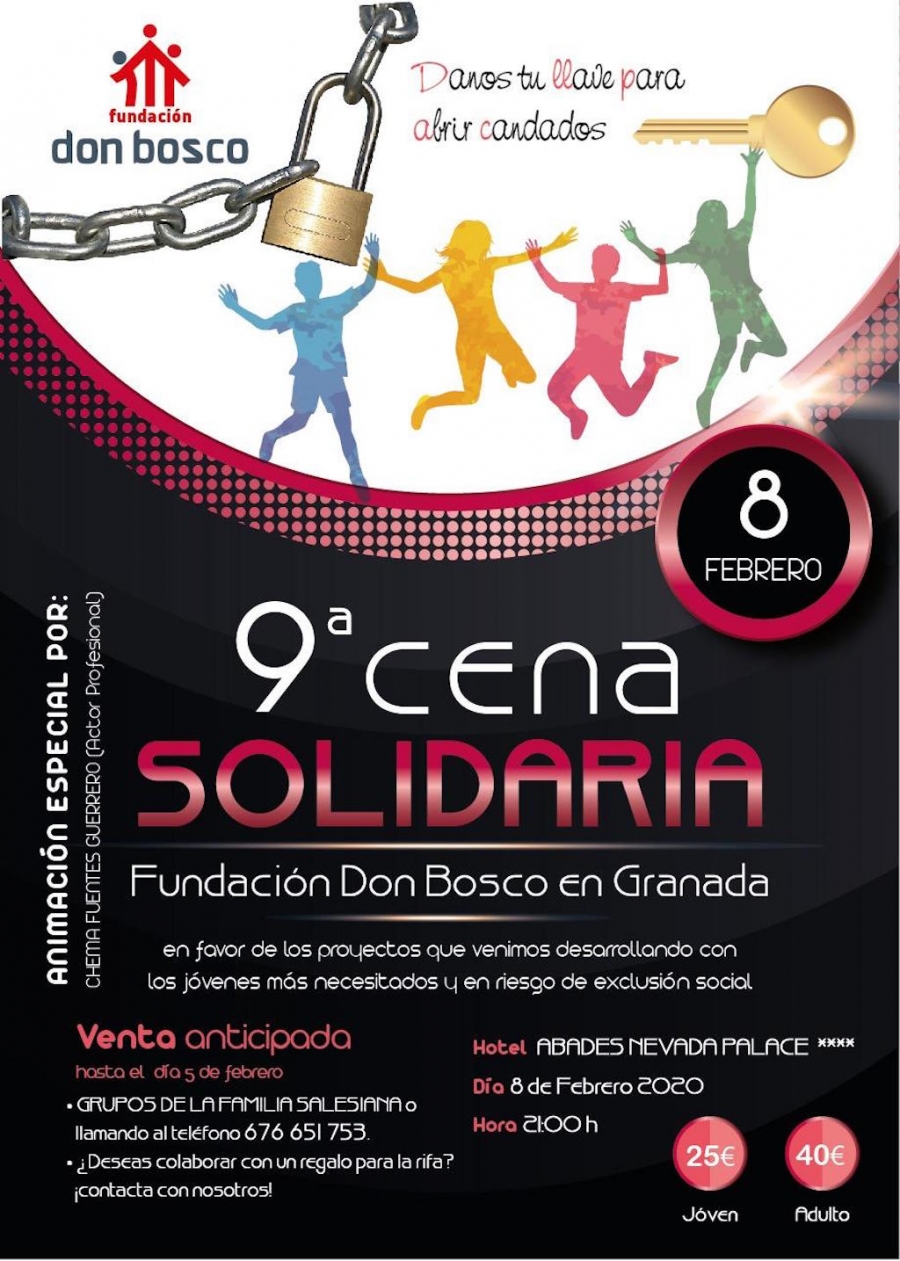 fundación
don bosco
Danos tu llave para
abrir candados
8
FEBRERO
ANIMACIÓN ESPECIAL POR:
CHEMA FUENTES GUERRERO (Actor Profesional)
9ª cena
SOLIDARIA
Fundación Don Bosco en Granada
en favor de los proyectos que venimos desarrollando con
los jóvenes más necesitados y en riesgo de exclusión social
Venta anticipada
hasta el día 5 de febrero
• GRUPOS DE LA FAMILIA SALESIANA o
llamando al teléfono 676 651 753.
• ¿Deseas colaborar con un regalo para la rifa?
¡contacta con nosotros!
Hotel ABADES NEVADA PALACE ****
Día 8 de Febrero 2020
Hora 21:00 h
25€
Jóven
40€
Adulto